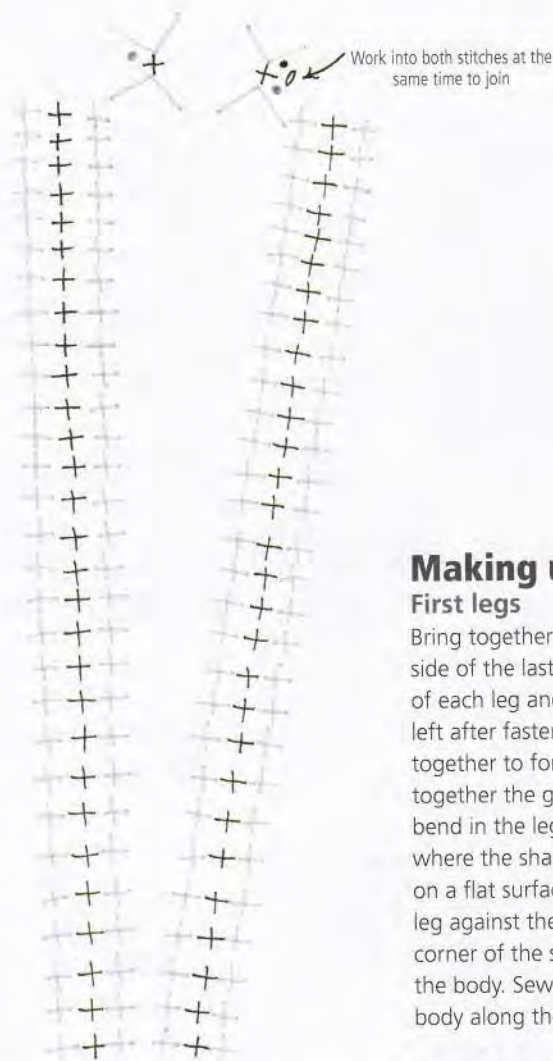 Work into both stitches at the
same time to join
Making
First legs
Bring together
side of the last
of each leg and
left after faster
together to for
together the g
bend in the leg
where the sha
on a flat surfac
leg against the
corner of the s
the body. Sew
body along the